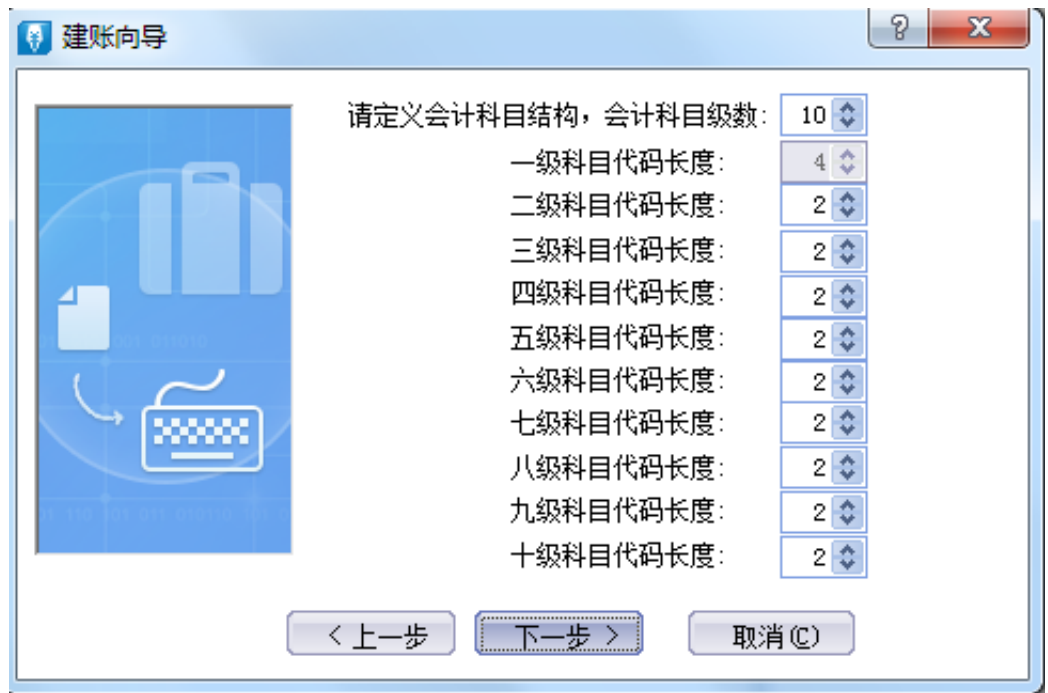 建账向导
请定义会计科目结构，会计科目级数: 10
一级科目代码长度: 4
二级科目代码长度: 2
三级科目代码长度: 2
四级科目代码长度: 2
五级科目代码长度: 2
六级科目代码长度: 2
七级科目代码长度: 2
八级科目代码长度: 2
九级科目代码长度: 2
十级科目代码长度: 2
<上一步 下一步> 取消(C)